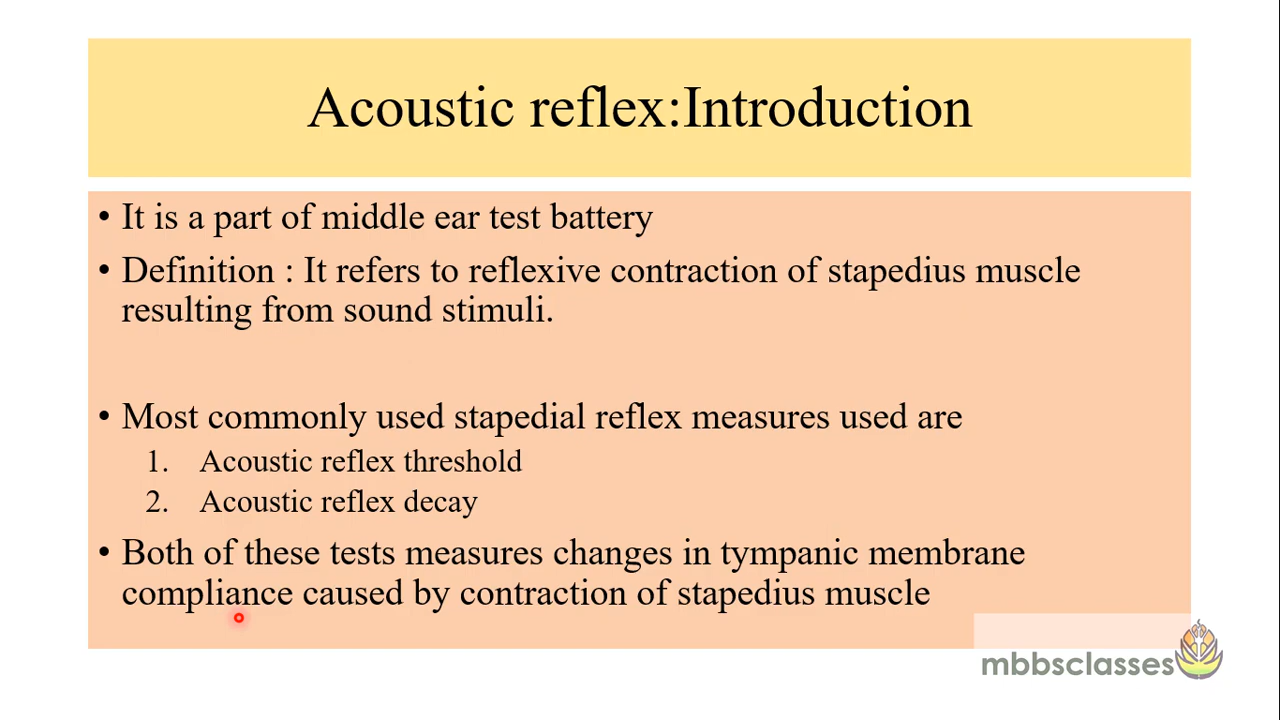 Acoustic reflex:Introduction
• It is a part of middle ear test battery
• Definition : It refers to reflexive contraction of stapedius muscle
resulting from sound stimuli.
• Most commonly used stapedial reflex measures used are
1. Acoustic reflex threshold
2. Acoustic reflex decay
• Both of these tests measures changes in tympanic membrane
compliance caused by contraction of stapedius muscle
mbbsclasses